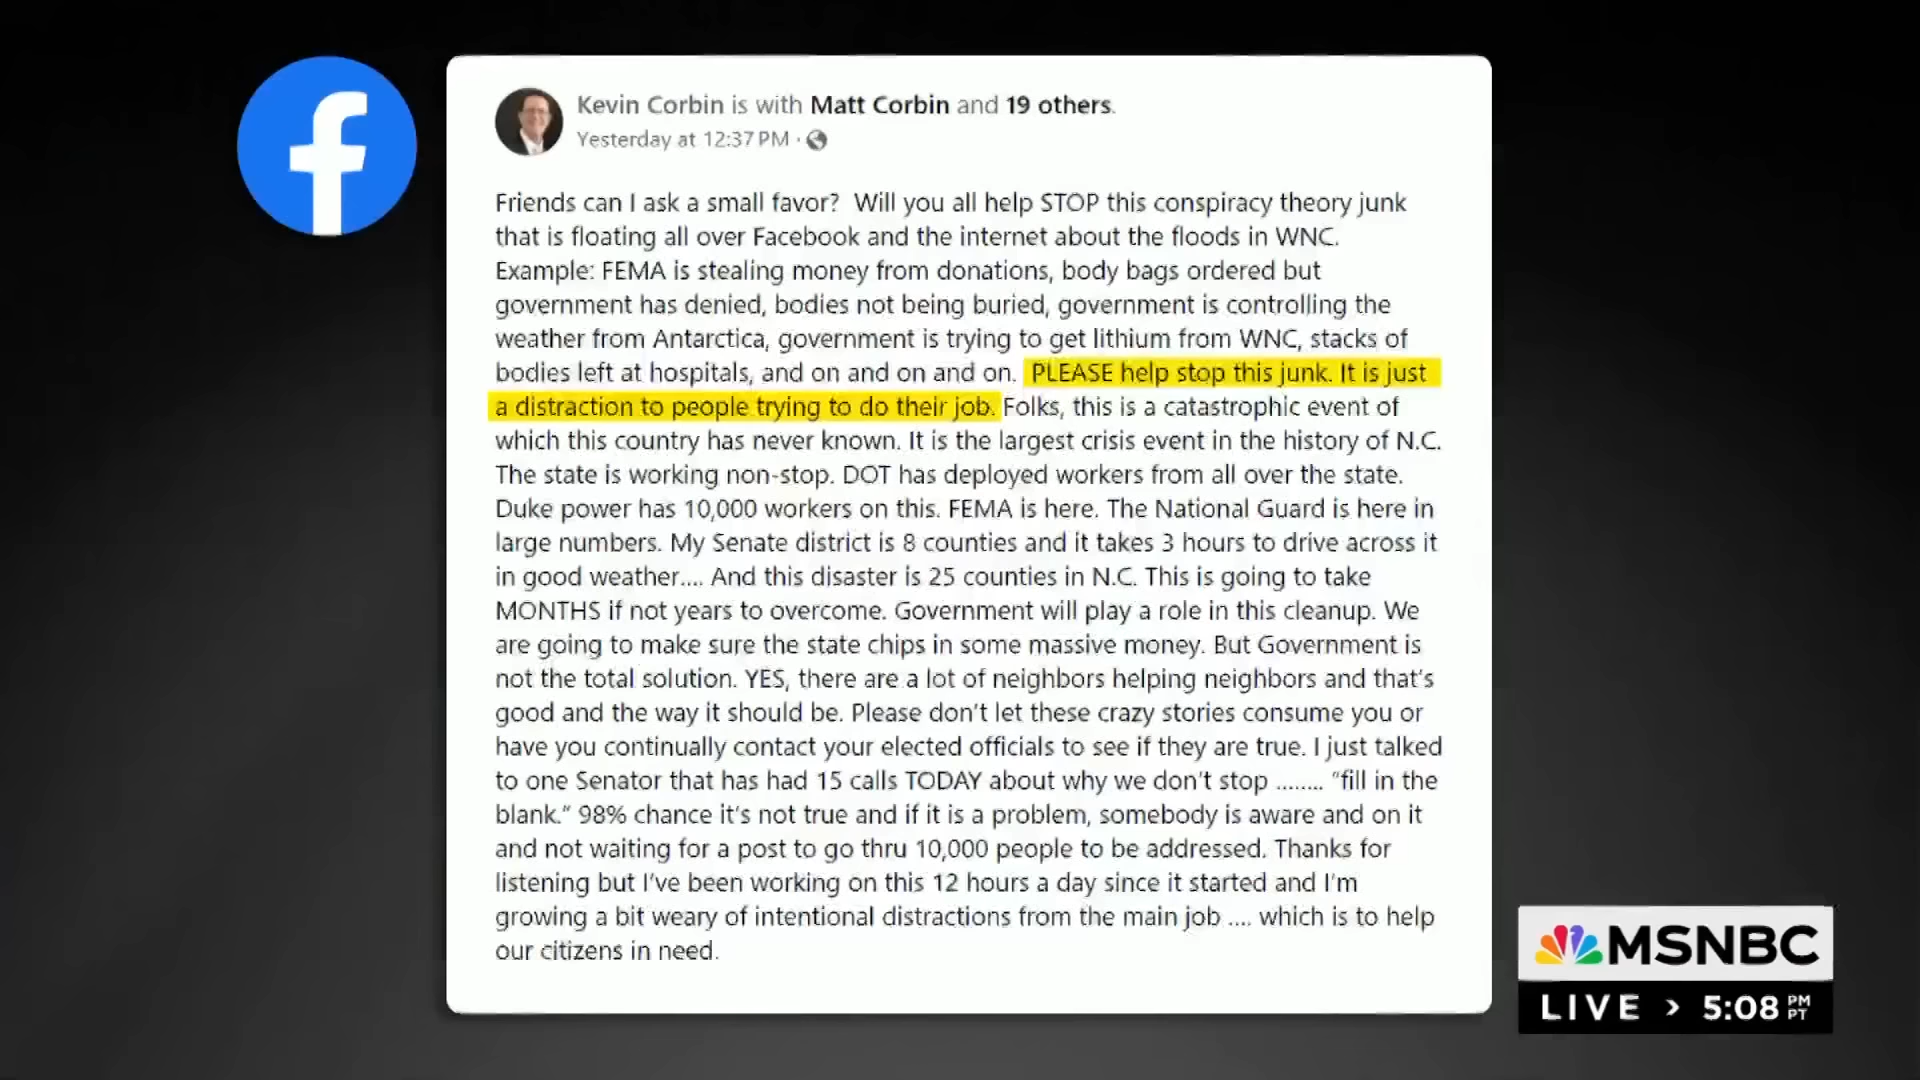 Kevin Corbin is with Matt Corbin and 19 others.
Yesterday at 12:37 PM ·
Friends can I ask a small favor?  Will you all help STOP this conspiracy theory junk
that is floating all over Facebook and the internet about the floods in WNC.
Example: FEMA is stealing money from donations, body bags ordered but
government has denied, bodies not being buried, government is controlling the
weather from Antarctica, government is trying to get lithium from WNC, stacks of
bodies left at hospitals, and on and on and on. PLEASE help stop this junk. It is just
a distraction to people trying to do their job. Folks, this is a catastrophic event of
which this country has never known. It is the largest crisis event in the history of N.C.
The state is working non-stop. DOT has deployed workers from all over the state.
Duke power has 10,000 workers on this. FEMA is here. The National Guard is here in
large numbers. My Senate district is 8 counties and it takes 3 hours to drive across it
in good weather.... And this disaster is 25 counties in N.C. This is going to take
MONTHS if not years to overcome. Government will play a role in this cleanup. We
are going to make sure the state chips in some massive money. But Government is
not the total solution. YES, there are a lot of neighbors helping neighbors and that's
good and the way it should be. Please don't let these crazy stories consume you or
have you continually contact your elected officials to see if they are true. I just talked
to one Senator that has had 15 calls TODAY about why we don't stop ........ "fill in the
blank." 98% chance it's not true and if it is a problem, somebody is aware and on it
and not waiting for a post to go thru 10,000 people to be addressed. Thanks for
listening but I've been working on this 12 hours a day since it started and I'm
growing a bit weary of intentional distractions from the main job .... which is to help
our citizens in need.
MSNBC
LIVE > 5:08 PM PT